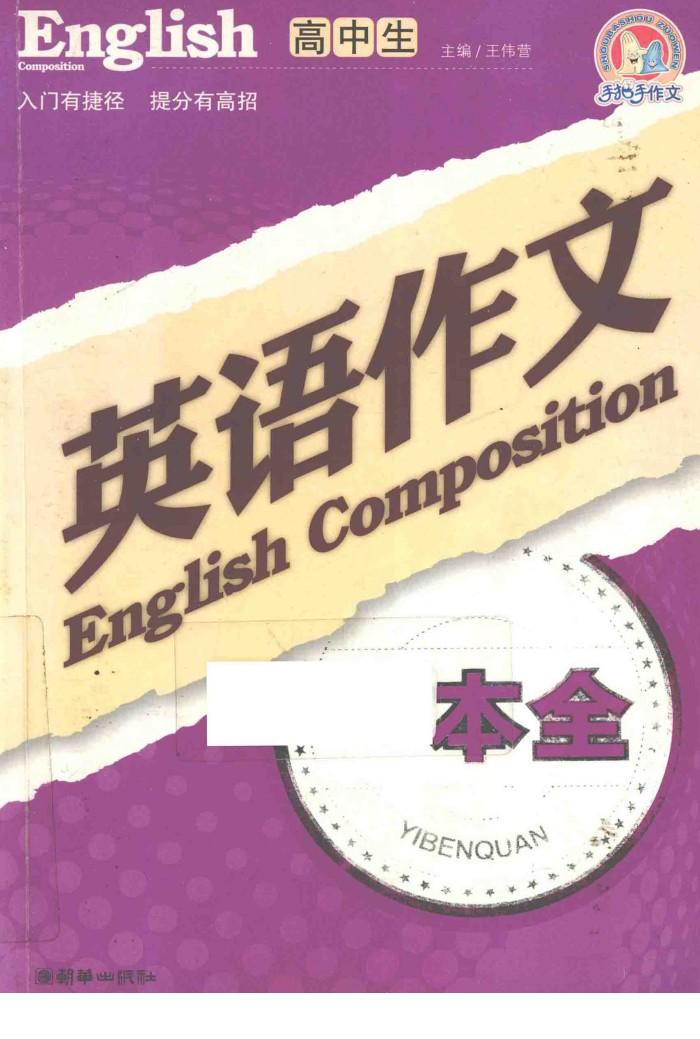 English
Composition
高中生
主编/王伟营
SHOUBASHOU ZUOWEN
手把手作文
入门有捷径 提分有高招
英语作文
English Composition
本全
YIBENQUAN
朝华出版社